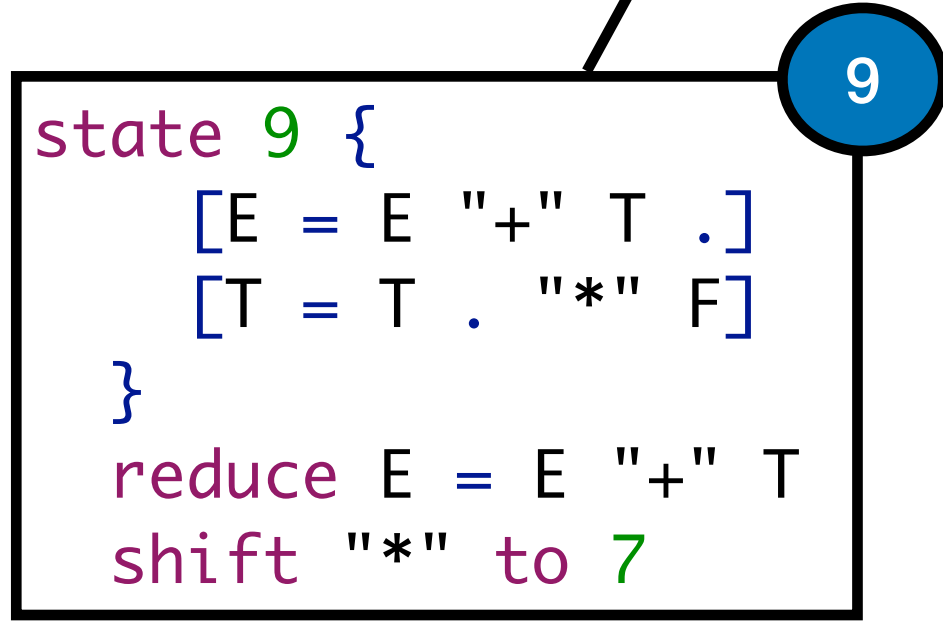 9
state 9 {
[E = E "+" T .]
[T = T . "*" F]
}
reduce E = E "+" T
shift "*" to 7